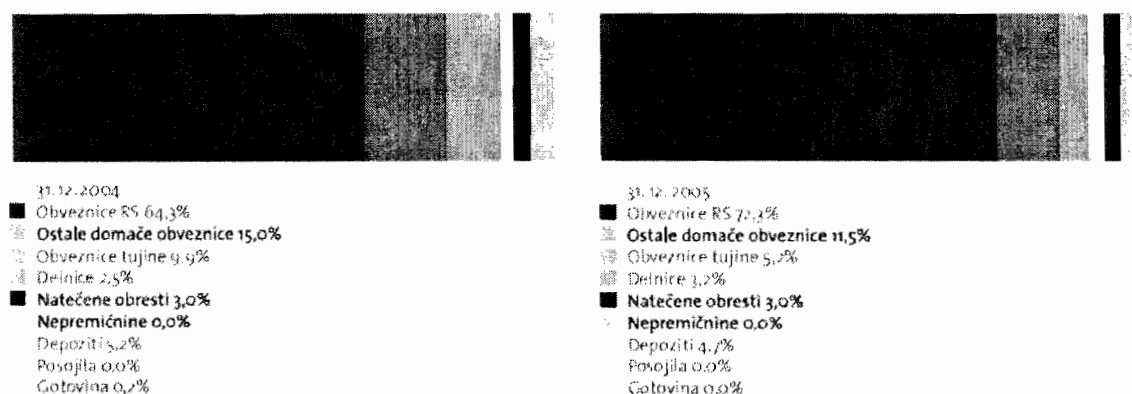 31.12.2004
Obveznice RS 64,3%
Ostale domače obveznice 15,0%
Obveznice tujine 9,9%
Delnice 2,5%
Natečene obresti 3,0%
Nepremičnine 0,0%
Depoziti 5,2%
Posojila 0,0%
Gotovina 0,2%
31.12.2005
Obveznice RS 72,3%
Ostale domače obveznice 11,5%
Obveznice tujine 5,2%
Delnice 3,2%
Natečene obresti 3,0%
Nepremičnine 0,0%
Depoziti 4,7%
Posojila 0,0%
Gotovina 0,0%